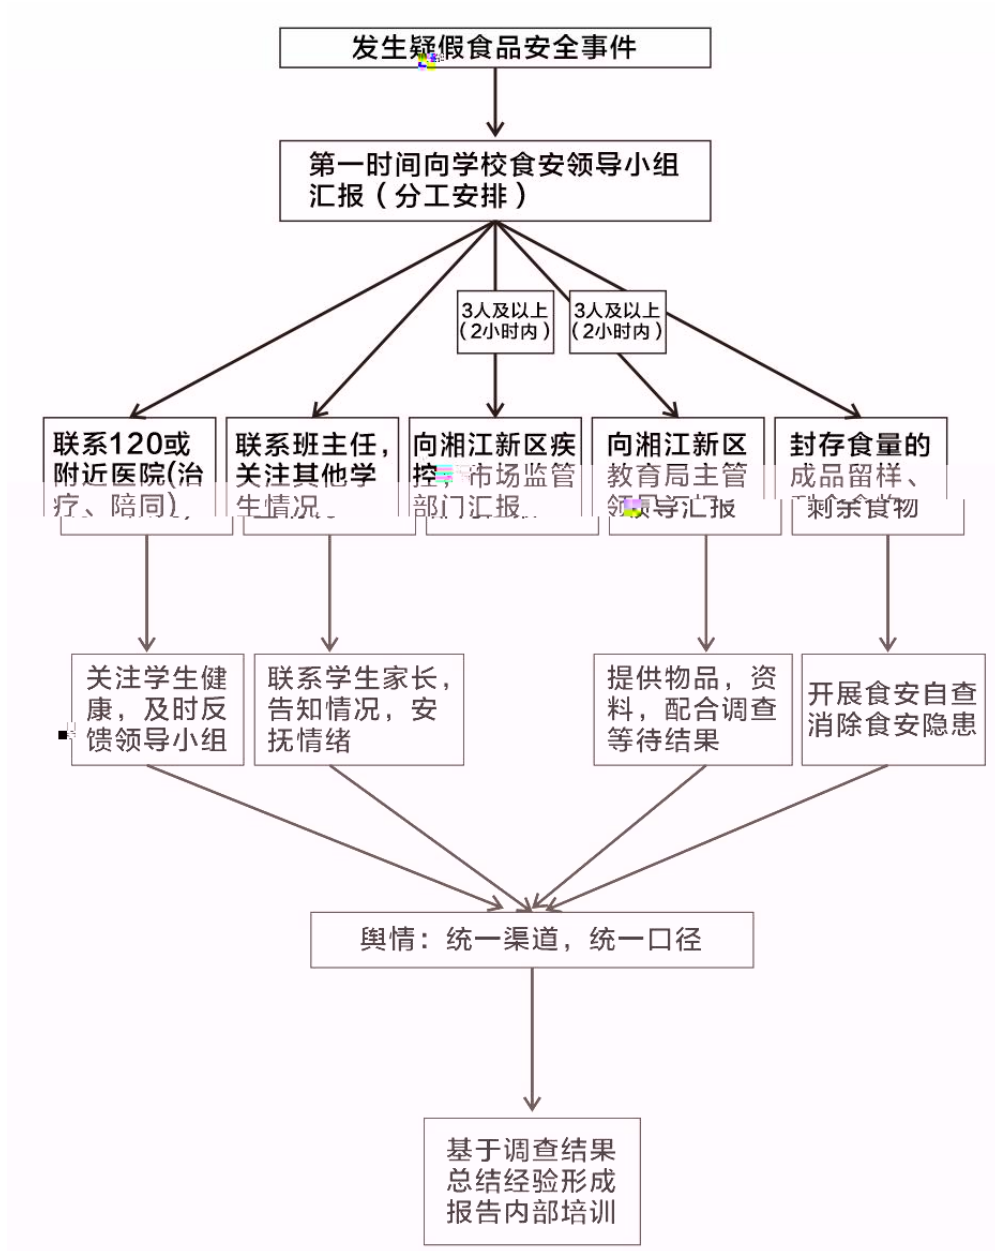 发生疑假食品安全事件
第一时间向学校食安领导小组
汇报（分工安排）
3人及以上
（2小时内）
3人及以上
（2小时内）
联系120或
附近医院(治
疗、陪同)
联系班主任，
关注其他学
生情况。
向湘江新区疾
控，市场监管
部门汇报。
向湘江新区
教育局主管
领导汇报
封存食量的
成品留样、
剩余食物
关注学生健
康，及时反
馈领导小组
联系学生家长，
告知情况，安
抚情绪
提供物品，资
料，配合调查
等待结果
开展食安自查
消除食安隐患
舆情：统一渠道，统一口径
基于调查结果
总结经验形成
报告内部培训